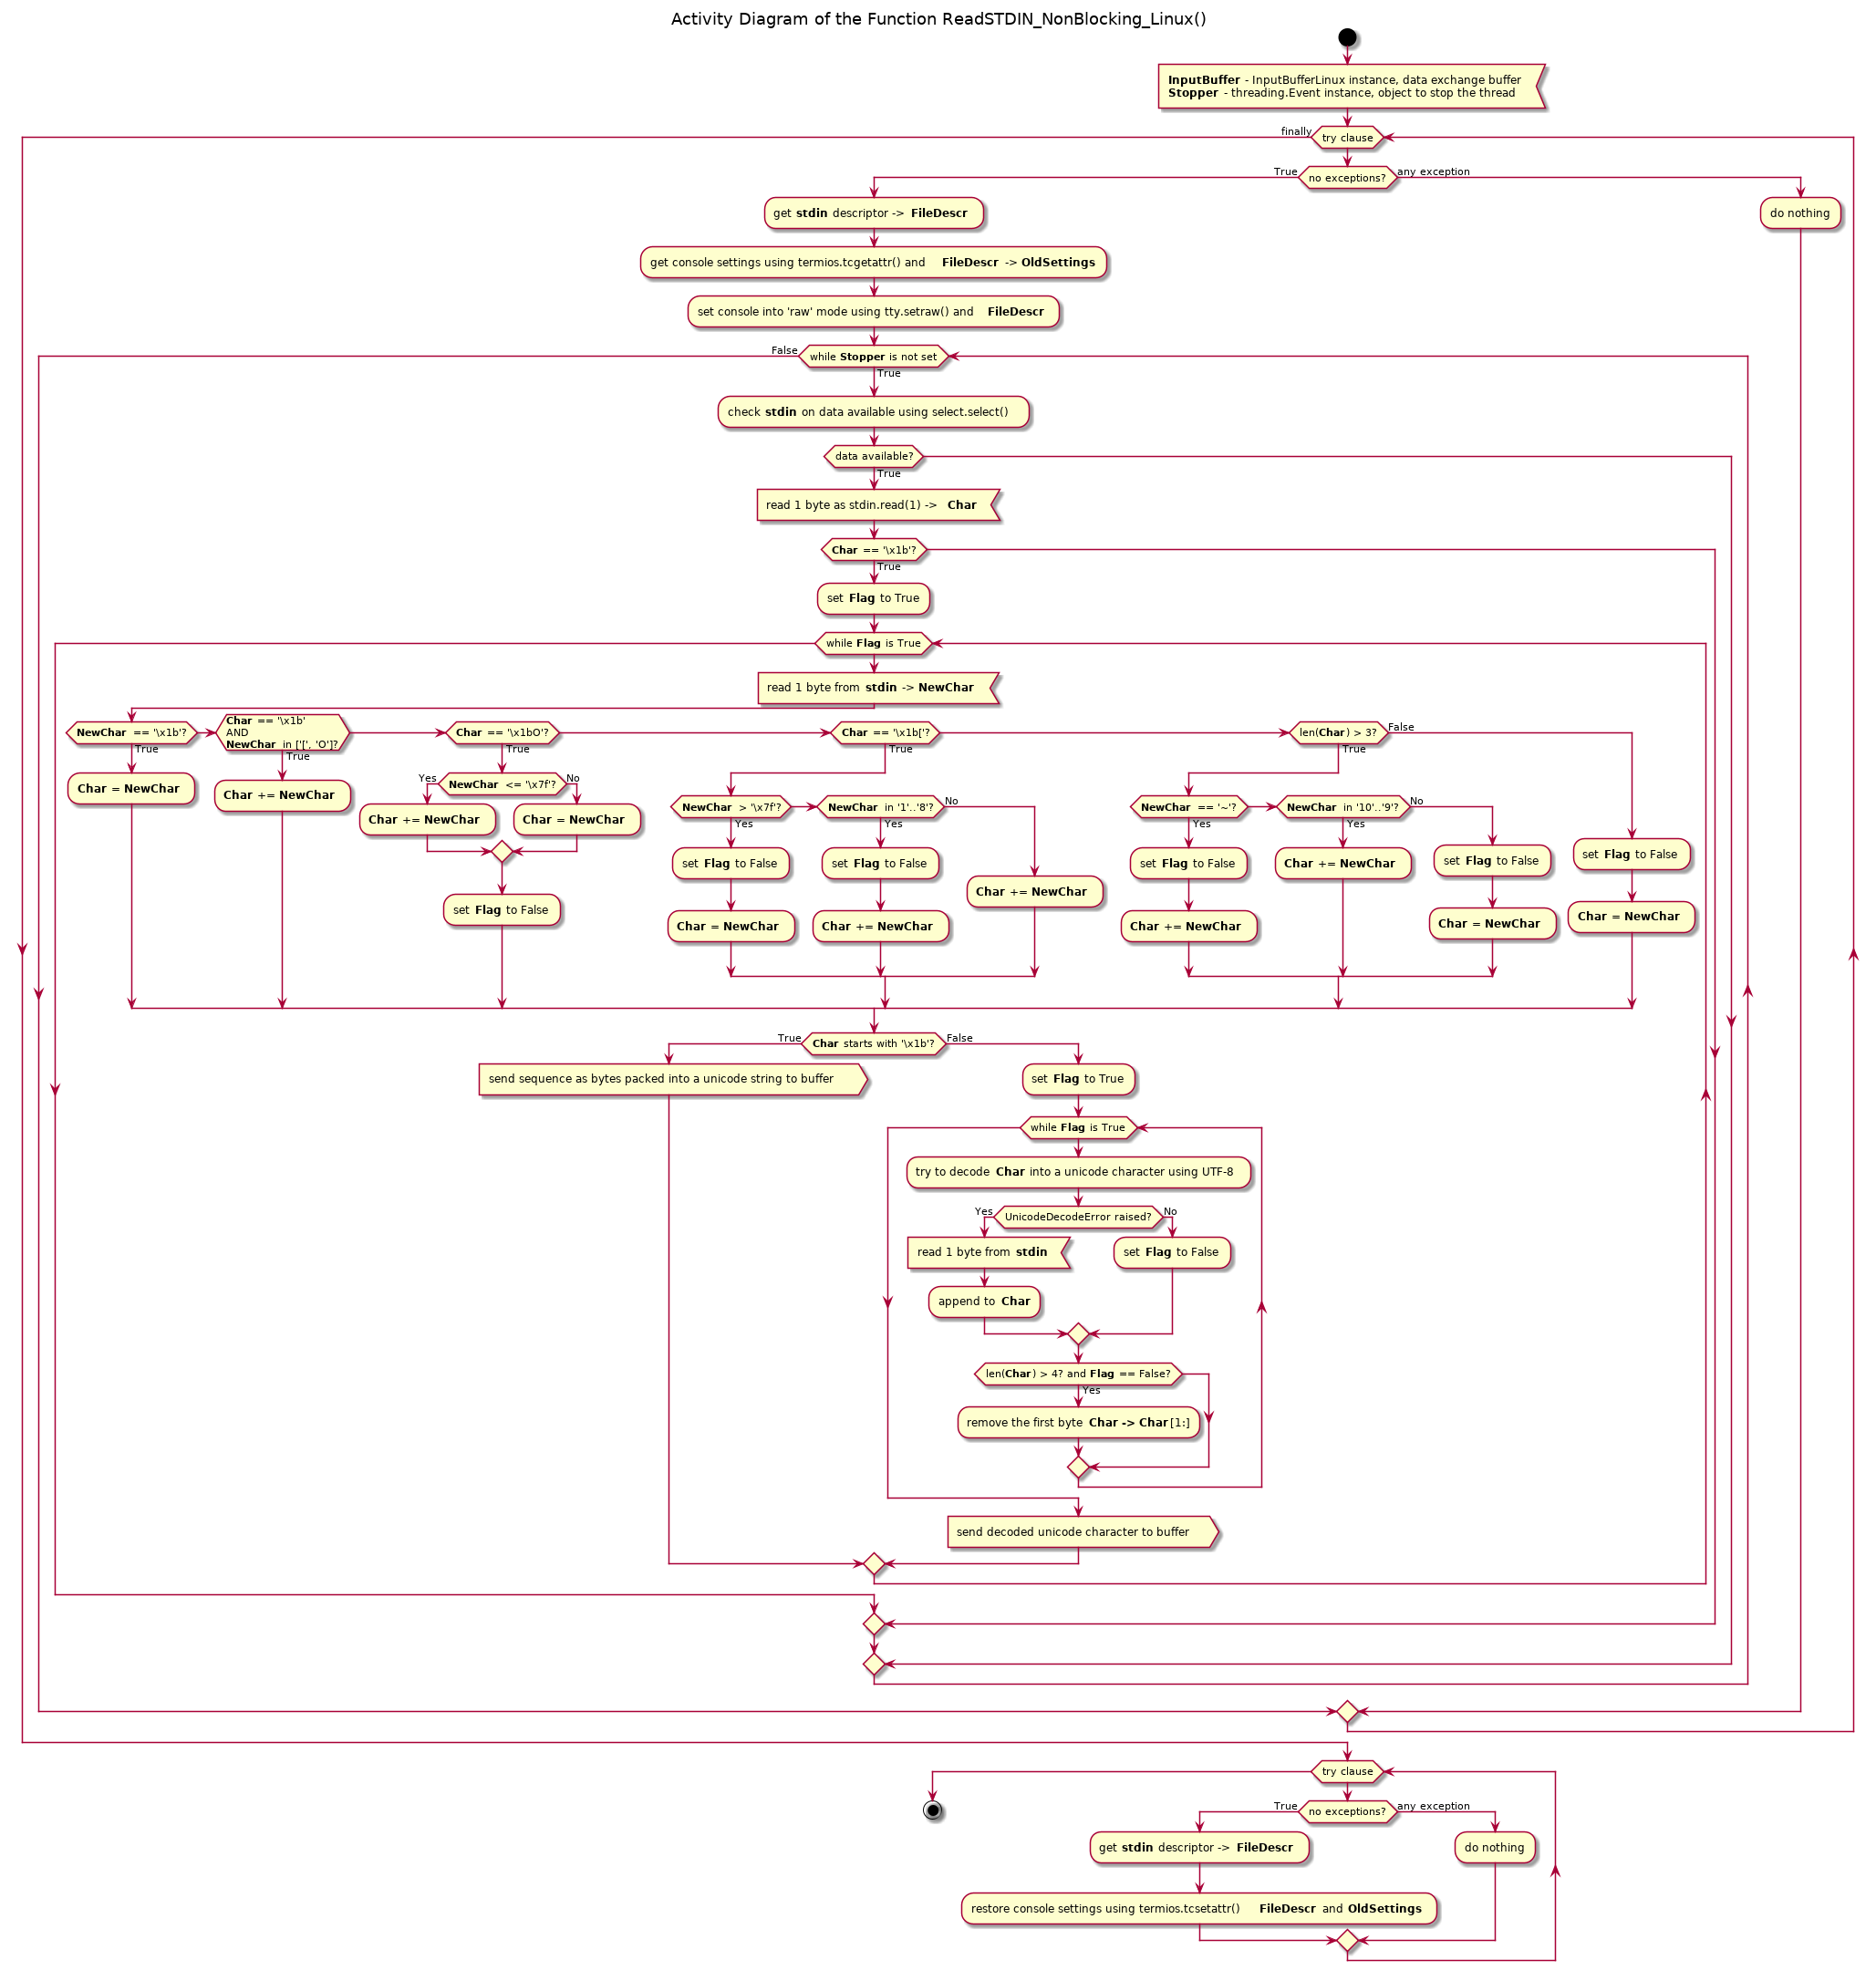 Activity Diagram of the Function ReadSTDIN_NonBlocking_Linux()
InputBuffer - InputBufferLinux instance, data exchange buffer
Stopper - threading.Event instance, object to stop the thread
finally
try clause
True
no exceptions?
any exception
get stdin descriptor -> FileDescr
do nothing
get console settings using termios.tcgetattr() and FileDescr -> OldSettings
set console into 'raw' mode using tty.setraw() and FileDescr
False
while Stopper is not set
True
check stdin on data available using select.select()
data available?
True
read 1 byte as stdin.read(1) -> Char
Char == '\x1b'?
True
set Flag to True
while Flag is True
read 1 byte from stdin -> NewChar
NewChar == '\x1b'?
True
Char = NewChar
Char == '\x1b'
AND
NewChar in ['[', 'O']?
True
Char += NewChar
Char == '\x1bO'?
True
Yes
NewChar <= '\x7f'?
No
Char += NewChar
Char = NewChar
set Flag to False
Char == '\x1b['?
True
NewChar > '\x7f'?
Yes
set Flag to False
Char = NewChar
NewChar in '1'..'8'?
Yes
set Flag to False
Char += NewChar
No
Char += NewChar
len(Char) > 3?
True
NewChar == '~'?
Yes
set Flag to False
Char += NewChar
NewChar in '10'..'9'?
Yes
Char += NewChar
No
set Flag to False
Char = NewChar
False
set Flag to False
Char = NewChar
True
Char starts with '\x1b'?
False
send sequence as bytes packed into a unicode string to buffer
set Flag to True
while Flag is True
try to decode Char into a unicode character using UTF-8
Yes
UnicodeDecodeError raised?
No
read 1 byte from stdin
set Flag to False
append to Char
len(Char) > 4? and Flag == False?
Yes
remove the first byte Char -> Char[1:]
send decoded unicode character to buffer
try clause
True
no exceptions?
any exception
get stdin descriptor -> FileDescr
do nothing
restore console settings using termios.tcsetattr() FileDescr and OldSettings